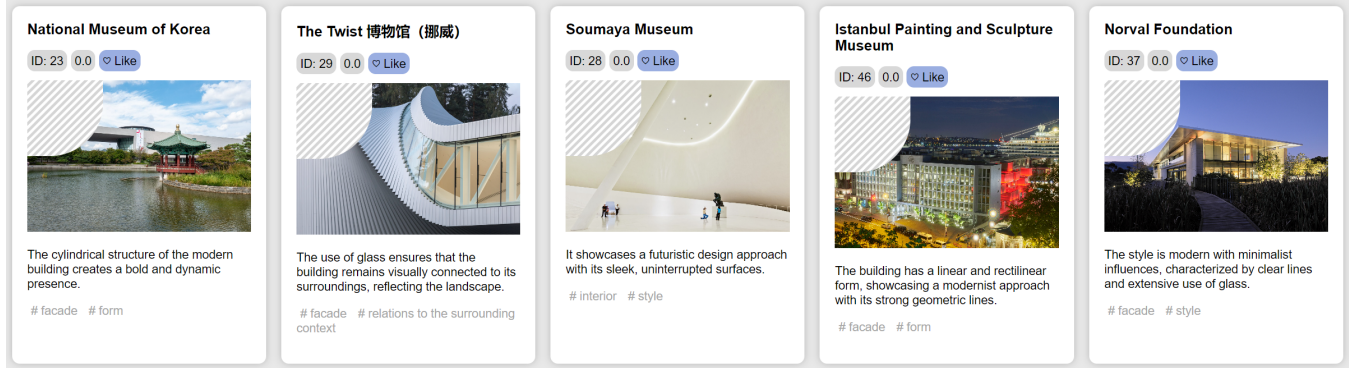 National Museum of Korea
ID: 23 0.0 ♡ Like
The cylindrical structure of the modern
building creates a bold and dynamic
presence.
# facade # form
The Twist 博物馆（挪威）
ID: 29 0.0 ♡ Like
The use of glass ensures that the
building remains visually connected to its
surroundings, reflecting the landscape.
# facade # relations to the surrounding
context
Soumaya Museum
ID: 28 0.0 ♡ Like
It showcases a futuristic design approach
with its sleek, uninterrupted surfaces.
# interior # style
Istanbul Painting and Sculpture
Museum
ID: 46 0.0 ♡ Like
The building has a linear and rectilinear
form, showcasing a modernist approach
with its strong geometric lines.
# facade # form
Norval Foundation
ID: 37 0.0 ♡ Like
The style is modern with minimalist
influences, characterized by clear lines
and extensive use of glass.
# facade # style